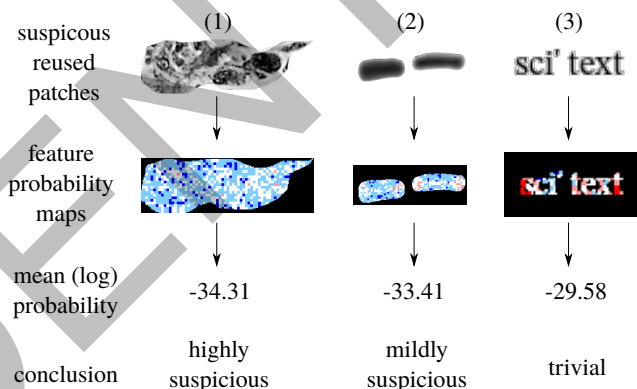 (1) (2) (3)
suspicous
reused
patches
sci' text
feature
probability
maps
sci' text
mean (log)
probability
-34.31 -33.41 -29.58
conclusion
highly
suspicious
mildly
suspicious
trivial